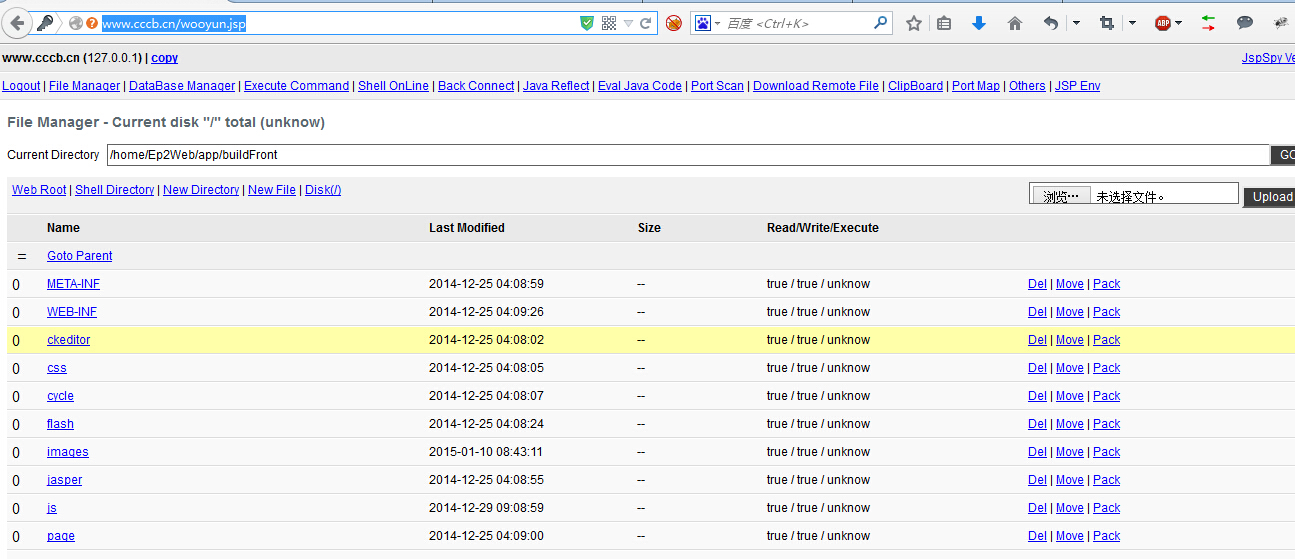 www.cccb.cn/wooyun.jsp
百度 <Ctrl+K>
ABP
www.cccb.cn (127.0.0.1) | copy
JspSpy Ve
Logout | File Manager | DataBase Manager | Execute Command | Shell OnLine | Back Connect | Java Reflect | Eval Java Code | Port Scan | Download Remote File | ClipBoard | Port Map | Others | JSP Env
File Manager - Current disk "/" total (unknow)
Current Directory /home/Ep2Web/app/buildFront GO
Web Root | Shell Directory | New Directory | New File | Disk(/) 浏览… 未选择文件。 Upload
Name Last Modified Size Read/Write/Execute
= Goto Parent
0 META-INF 2014-12-25 04:08:59 -- true / true / unknow Del | Move | Pack
0 WEB-INF 2014-12-25 04:09:26 -- true / true / unknow Del | Move | Pack
0 ckeditor 2014-12-25 04:08:02 -- true / true / unknow Del | Move | Pack
0 css 2014-12-25 04:08:05 -- true / true / unknow Del | Move | Pack
0 cycle 2014-12-25 04:08:07 -- true / true / unknow Del | Move | Pack
0 flash 2014-12-25 04:08:24 -- true / true / unknow Del | Move | Pack
0 images 2015-01-10 08:43:11 -- true / true / unknow Del | Move | Pack
0 jasper 2014-12-25 04:08:55 -- true / true / unknow Del | Move | Pack
0 js 2014-12-29 09:08:59 -- true / true / unknow Del | Move | Pack
0 page 2014-12-25 04:09:00 -- true / true / unknow Del | Move | Pack